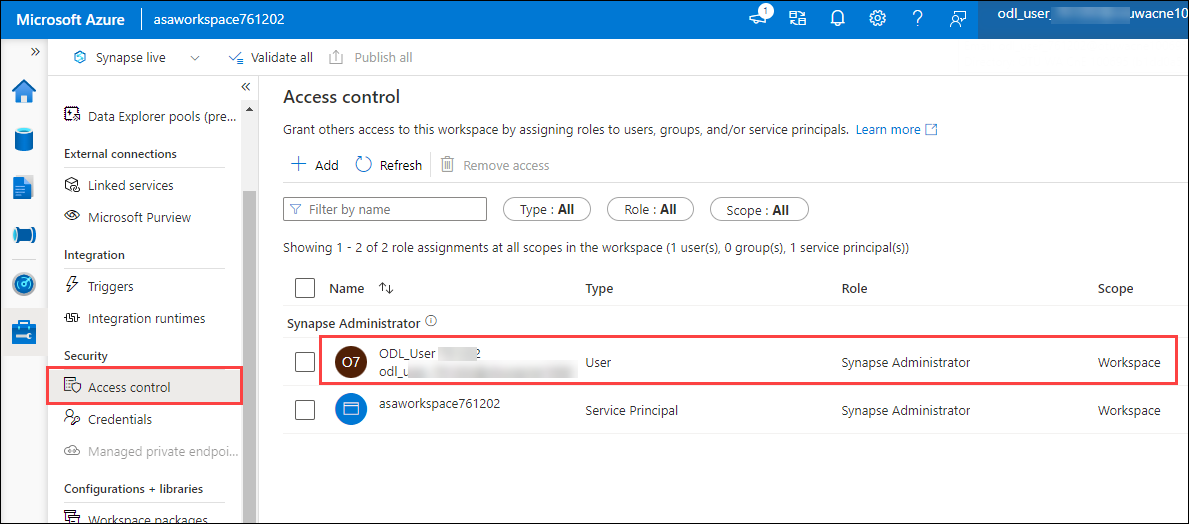 Microsoft Azure asaworkspace761202 1 odl_user_ uwacne10
» Synapse live Validate all Publish all
«
Data Explorer pools (pre...
External connections
Linked services
Microsoft Purview
Integration
Triggers
Integration runtimes
Security
Access control
Credentials
Managed private endpoi...
Configurations + libraries
Workspace packages
Access control
Grant others access to this workspace by assigning roles to users, groups, and/or service principals. Learn more
Add Refresh Remove access
Filter by name Type : All Role : All Scope : All
Showing 1 - 2 of 2 role assignments at all scopes in the workspace (1 user(s), 0 group(s), 1 service principal(s))
Name Type Role Scope
Synapse Administrator
O7 ODL_User User Synapse Administrator Workspace
asaworkspace761202 Service Principal Synapse Administrator Workspace